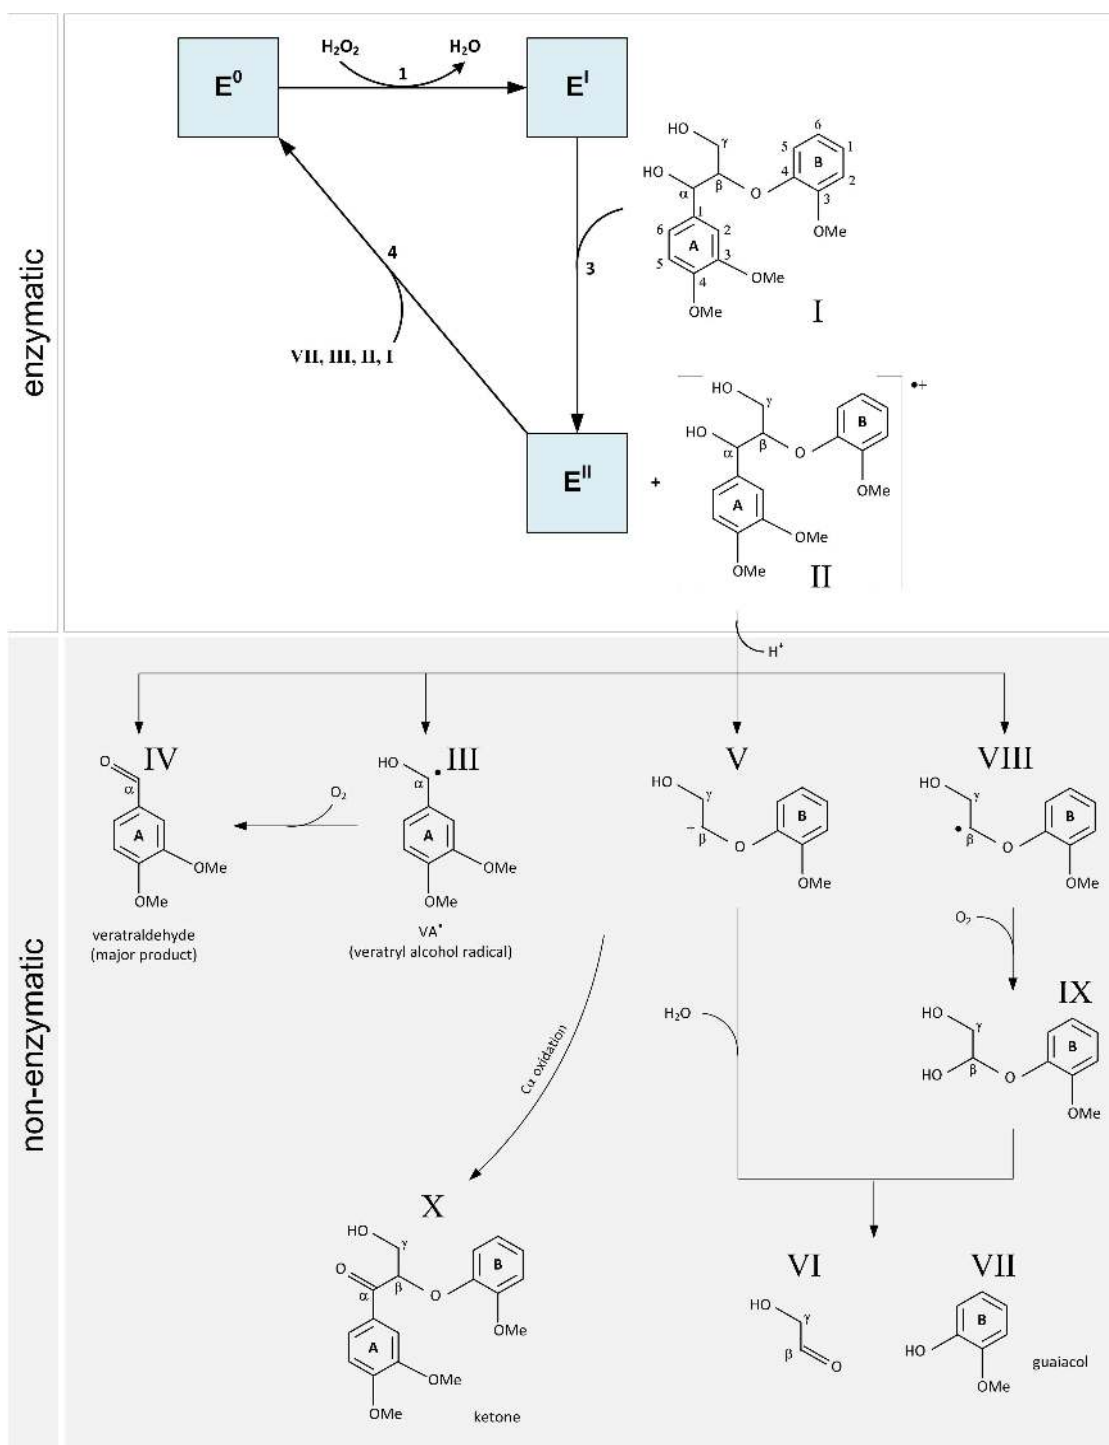 enzymatic
H₂O₂
H₂O
1
E⁰
Eᴵ
HO
γ
6
5
1
B
4
2
HO
α
β
O
3
OMe
1
6
2
A
5
3
4
OMe
OMe
I
3
4
VII, III, II, I
Eᴵᴵ
+
HO
γ
B
•+
HO
α
β
O
OMe
A
OMe
OMe
II
H⁺
non-enzymatic
IV
O
α
A
OMe
OMe
veratraldehyde
(major product)
O₂
III
HO
α
•
A
OMe
OMe
VA•
(veratryl alcohol radical)
V
HO
γ
B
−
β
O
OMe
VIII
HO
γ
B
•
β
O
OMe
O₂
H₂O
IX
HO
γ
B
HO
β
O
OMe
Cu oxidation
X
HO
γ
B
O
α
β
O
OMe
A
OMe
OMe
ketone
VI
HO
γ
β
O
VII
B
HO
OMe
guaiacol